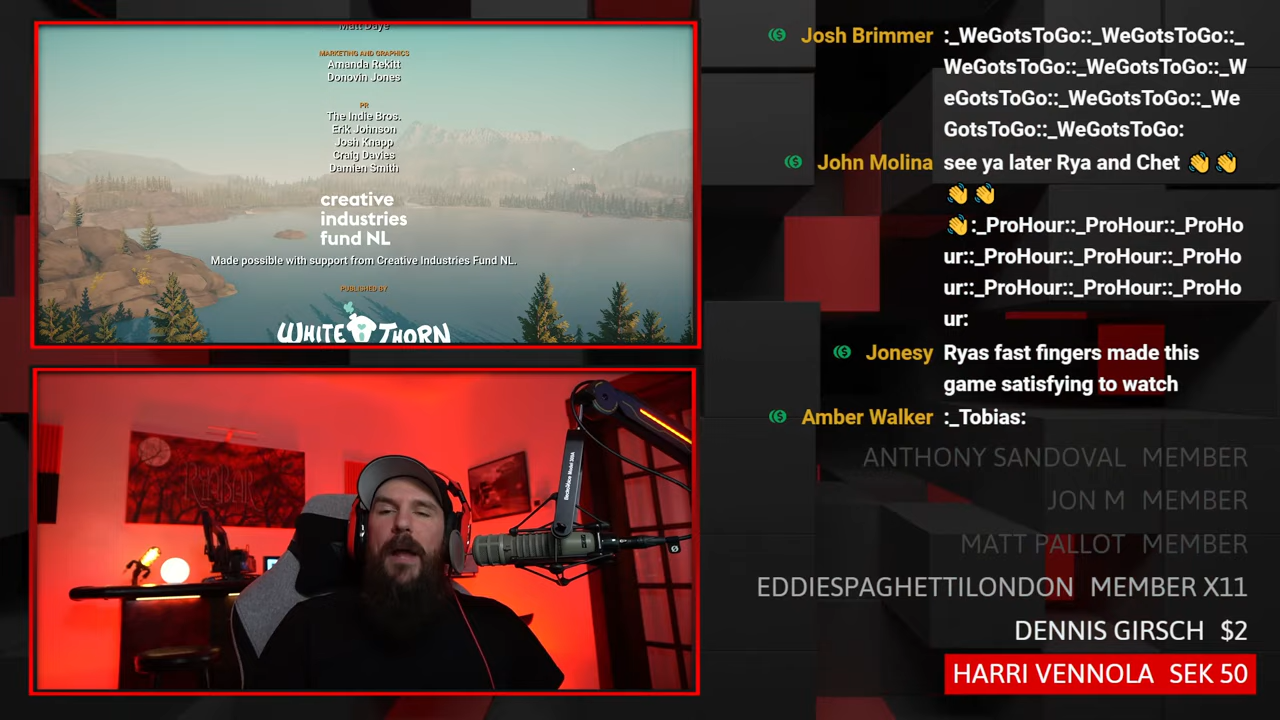 Matt Daye
MARKETING AND GRAPHICS
Amanda Rekitt
Donovin Jones
PR
The Indie Bros.
Erik Johnson
Josh Knapp
Craig Davies
Damien Smith
creative
industries
fund NL
Made possible with support from Creative Industries Fund NL.
PUBLISHED BY
WHITE THORN
RYABAR
Josh Brimmer :_WeGotsToGo::_WeGotsToGo::_
WeGotsToGo::_WeGotsToGo::_W
eGotsToGo::_WeGotsToGo::_We
GotsToGo::_WeGotsToGo:
John Molina see ya later Rya and Chet 👋👋
👋👋
👋:_ProHour::_ProHour::_ProHo
ur::_ProHour::_ProHour::_ProHo
ur::_ProHour::_ProHour::_ProHo
ur:
Jonesy Ryas fast fingers made this
game satisfying to watch
Amber Walker :_Tobias:
ANTHONY SANDOVAL MEMBER
JON M MEMBER
MATT PALLOT MEMBER
EDDIESPAGHETTILONDON MEMBER X11
DENNIS GIRSCH $2
HARRI VENNOLA SEK 50